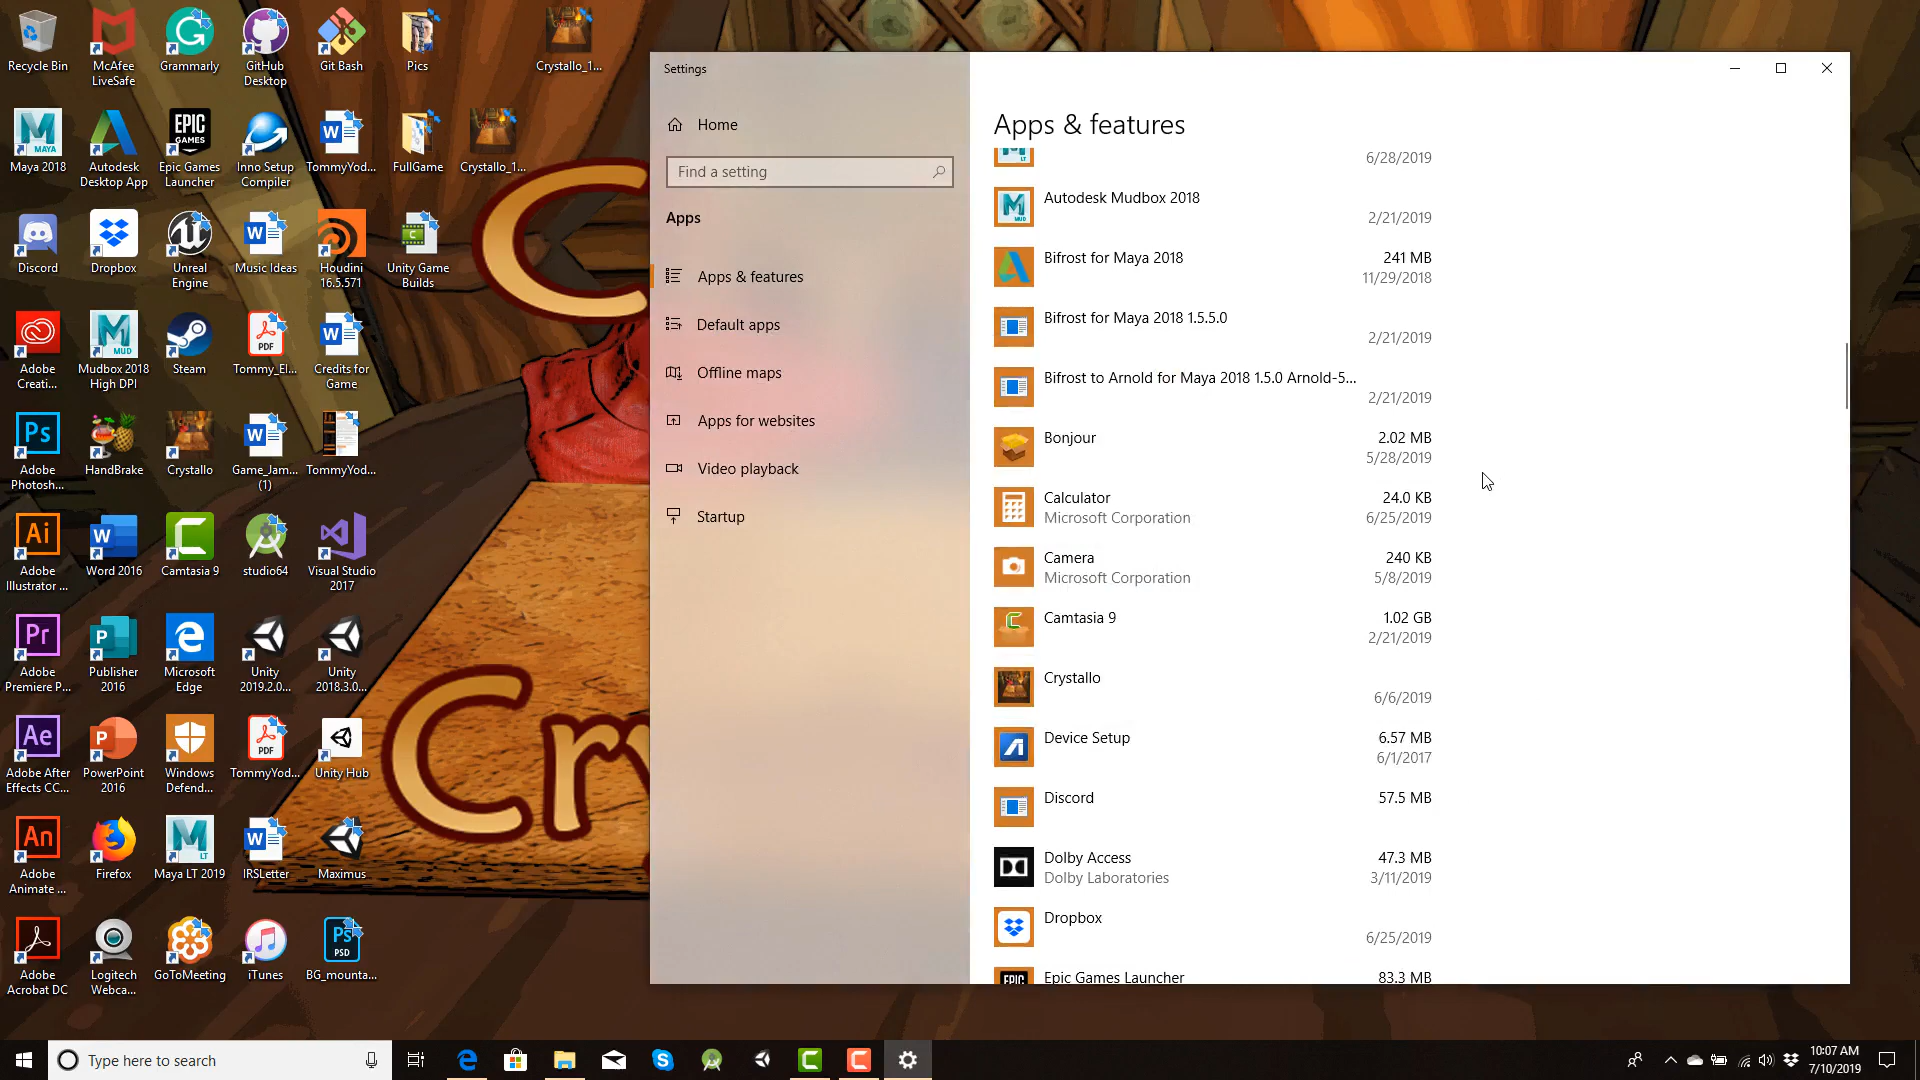 Recycle Bin
McAfee
LiveSafe
Grammarly
GitHub
Desktop
Git Bash
Pics
Crystallo_1...
Maya 2018
Autodesk
Desktop App
EPIC
GAMES
Epic Games
Launcher
Inno Setup
Compiler
TommyYod...
FullGame
Crystallo_1...
Discord
Dropbox
Unreal
Engine
Music Ideas
Houdini
16.5.571
Unity Game
Builds
Adobe
Creati...
Mudbox 2018
High DPI
Steam
Tommy_El...
Credits for
Game
Adobe
Photosh...
HandBrake
Crystallo
Game_Jam...
(1)
TommyYod...
Adobe
Illustrator ...
Word 2016
Camtasia 9
studio64
Visual Studio
2017
Adobe
Premiere P...
Publisher
2016
Microsoft
Edge
Unity
2019.2.0...
Unity
2018.3.0...
Adobe After
Effects CC...
PowerPoint
2016
Windows
Defend...
TommyYod...
Unity Hub
Adobe
Animate ...
Firefox
Maya LT 2019
IRSLetter
Maximus
Adobe
Acrobat DC
Logitech
Webca...
GoToMeeting
iTunes
BG_mounta...
C
Cry
Settings
Home
Find a setting
Apps
Apps & features
Default apps
Offline maps
Apps for websites
Video playback
Startup
Apps & features
6/28/2019
Autodesk Mudbox 2018
2/21/2019
Bifrost for Maya 2018 241 MB
11/29/2018
Bifrost for Maya 2018 1.5.5.0
2/21/2019
Bifrost to Arnold for Maya 2018 1.5.0 Arnold-5...
2/21/2019
Bonjour 2.02 MB
5/28/2019
Calculator 24.0 KB
Microsoft Corporation 6/25/2019
Camera 240 KB
Microsoft Corporation 5/8/2019
Camtasia 9 1.02 GB
2/21/2019
Crystallo
6/6/2019
Device Setup 6.57 MB
6/1/2017
Discord 57.5 MB
Dolby Access 47.3 MB
Dolby Laboratories 3/11/2019
Dropbox
6/25/2019
Epic Games Launcher 83.3 MB
Type here to search
10:07 AM
7/10/2019